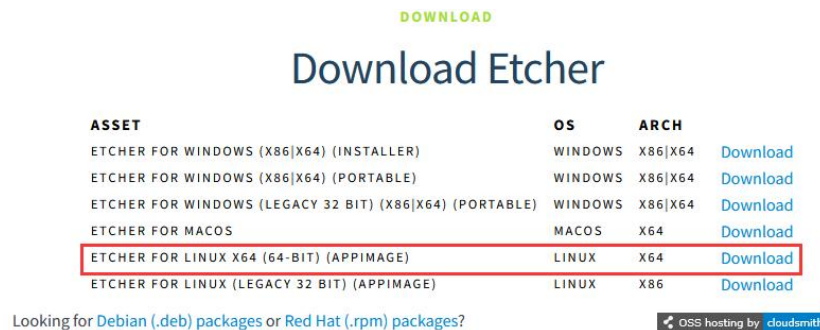 DOWNLOAD
Download Etcher
ASSET OS ARCH
ETCHER FOR WINDOWS (X86|X64) (INSTALLER) WINDOWS X86|X64 Download
ETCHER FOR WINDOWS (X86|X64) (PORTABLE) WINDOWS X86|X64 Download
ETCHER FOR WINDOWS (LEGACY 32 BIT) (X86|X64) (PORTABLE) WINDOWS X86|X64 Download
ETCHER FOR MACOS MACOS X64 Download
ETCHER FOR LINUX X64 (64-BIT) (APPIMAGE) LINUX X64 Download
ETCHER FOR LINUX (LEGACY 32 BIT) (APPIMAGE) LINUX X86 Download
Looking for Debian (.deb) packages or Red Hat (.rpm) packages? OSS hosting by cloudsmith